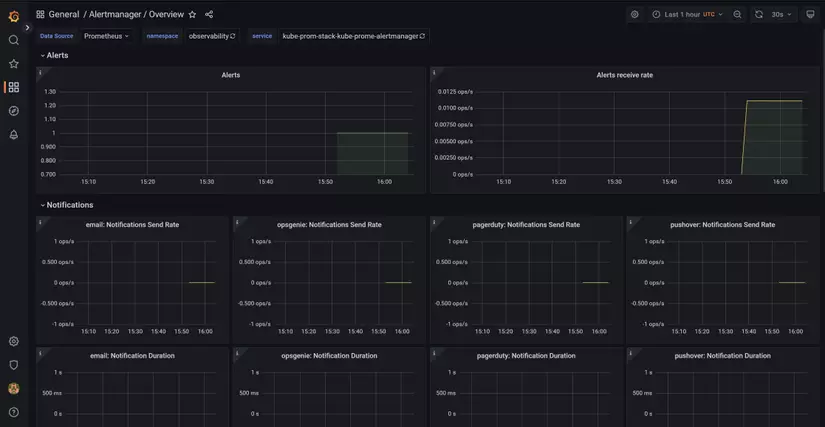 General / Alertmanager / Overview
Last 1 hour UTC
30s
Data Source
Prometheus
namespace
observability
service
kube-prom-stack-kube-prome-alertmanager
Alerts
Alerts
1.30
1.20
1.10
1
0.900
0.800
0.700
15:10 15:20 15:30 15:40 15:50 16:00
Alerts receive rate
0.0125 ops/s
0.0100 ops/s
0.00750 ops/s
0.00500 ops/s
0.00250 ops/s
0 ops/s
15:10 15:20 15:30 15:40 15:50 16:00
Notifications
email: Notifications Send Rate
1 ops/s
0.500 ops/s
0 ops/s
-0.500 ops/s
-1 ops/s
15:10 15:20 15:30 15:40 15:50 16:00
opsgenie: Notifications Send Rate
1 ops/s
0.500 ops/s
0 ops/s
-0.500 ops/s
-1 ops/s
15:10 15:20 15:30 15:40 15:50 16:00
pagerduty: Notifications Send Rate
1 ops/s
0.500 ops/s
0 ops/s
-0.500 ops/s
-1 ops/s
15:10 15:20 15:30 15:40 15:50 16:00
pushover: Notifications Send Rate
1 ops/s
0.500 ops/s
0 ops/s
-0.500 ops/s
-1 ops/s
15:10 15:20 15:30 15:40 15:50 16:00
email: Notification Duration
1 s
500 ms
0 s
opsgenie: Notification Duration
1 s
500 ms
0 s
pagerduty: Notification Duration
1 s
500 ms
0 s
pushover: Notification Duration
1 s
500 ms
0 s